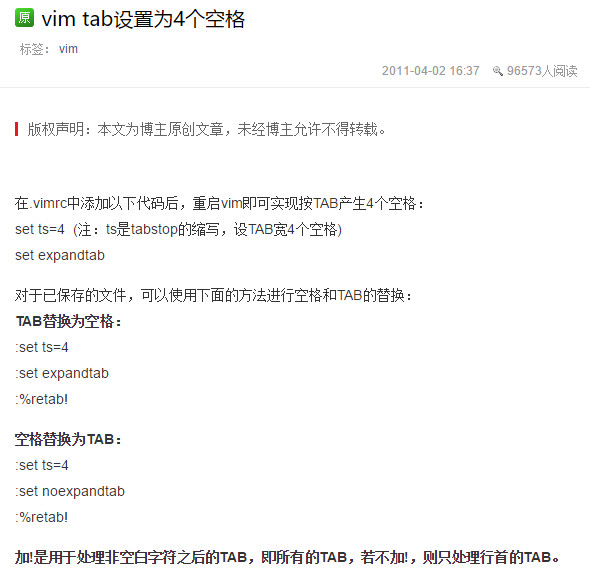 原 vim tab设置为4个空格
标签： vim
2011-04-02 16:37 96573人阅读
版权声明：本文为博主原创文章，未经博主允许不得转载。
在.vimrc中添加以下代码后，重启vim即可实现按TAB产生4个空格：
set ts=4 (注：ts是tabstop的缩写，设TAB宽4个空格)
set expandtab
对于已保存的文件，可以使用下面的方法进行空格和TAB的替换：
TAB替换为空格：
:set ts=4
:set expandtab
:%retab!
空格替换为TAB：
:set ts=4
:set noexpandtab
:%retab!
加!是用于处理非空白字符之后的TAB，即所有的TAB，若不加!，则只处理行首的TAB。